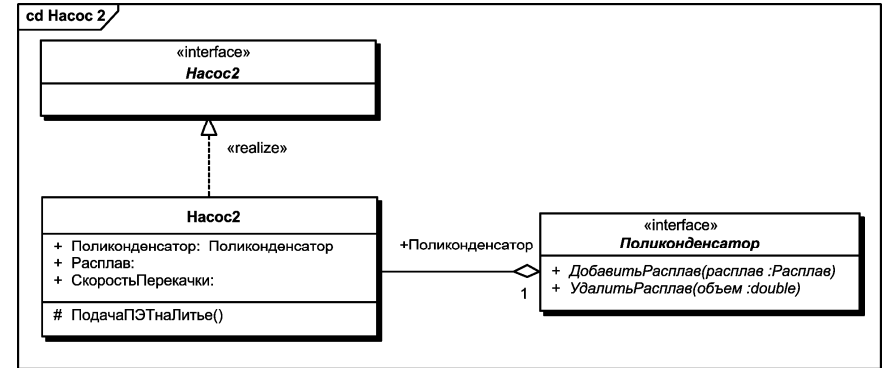 cd Насос 2
«interface»
Насос2
«realize»
Насос2
+ Поликонденсатор: Поликонденсатор
+ Расплав:
+ СкоростьПерекачки:
# ПодачаПЭТнаЛитье()
+Поликонденсатор
1
«interface»
Поликонденсатор
+ ДобавитьРасплав(расплав :Расплав)
+ УдалитьРасплав(объем :double)